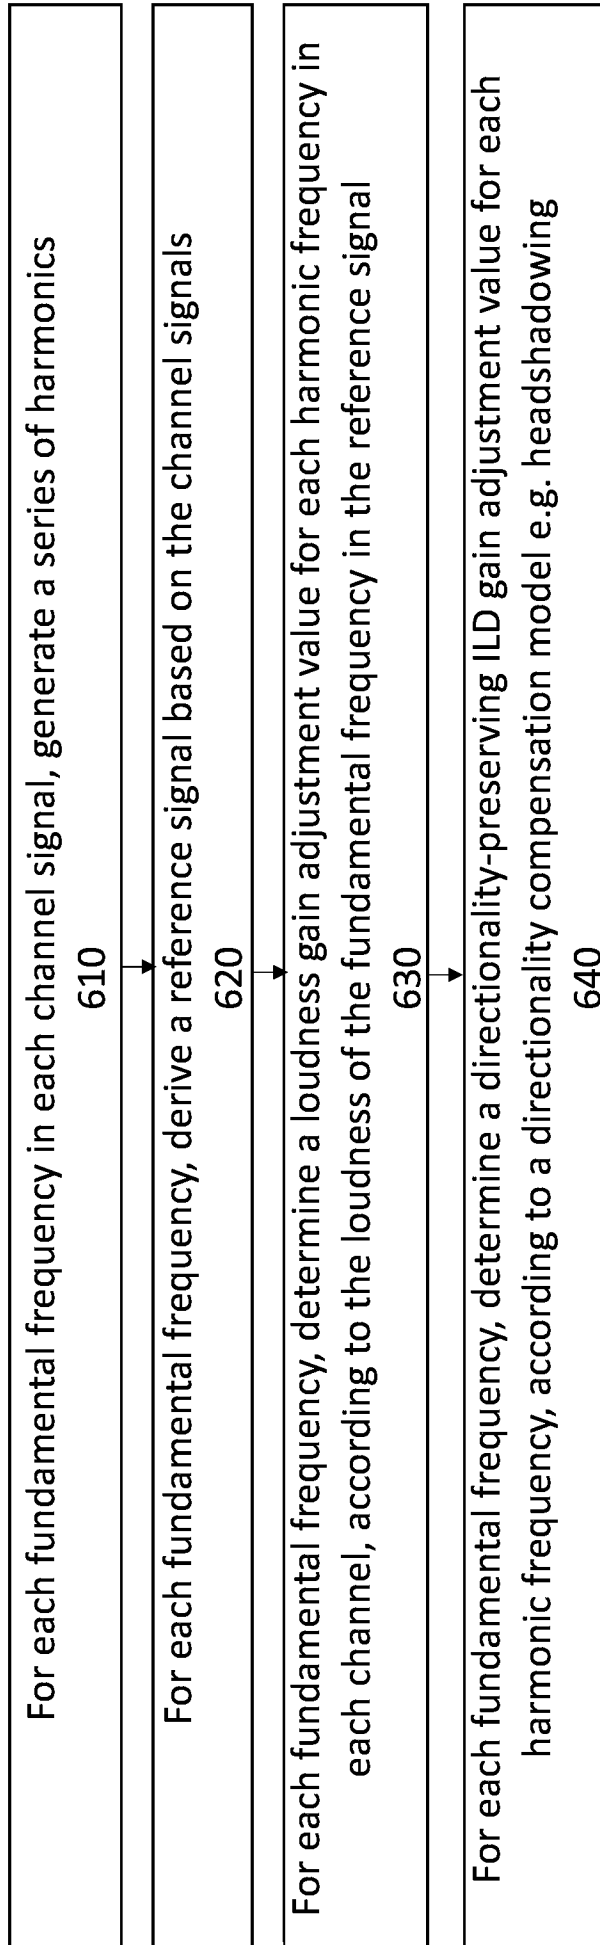 For each fundamental frequency in each channel signal, generate a series of harmonics
610
For each fundamental frequency, derive a reference signal based on the channel signals
620
For each fundamental frequency, determine a loudness gain adjustment value for each harmonic frequency in
each channel, according to the loudness of the fundamental frequency in the reference signal
630
For each fundamental frequency, determine a directionality-preserving ILD gain adjustment value for each
harmonic frequency, according to a directionality compensation model e.g. headshadowing
640